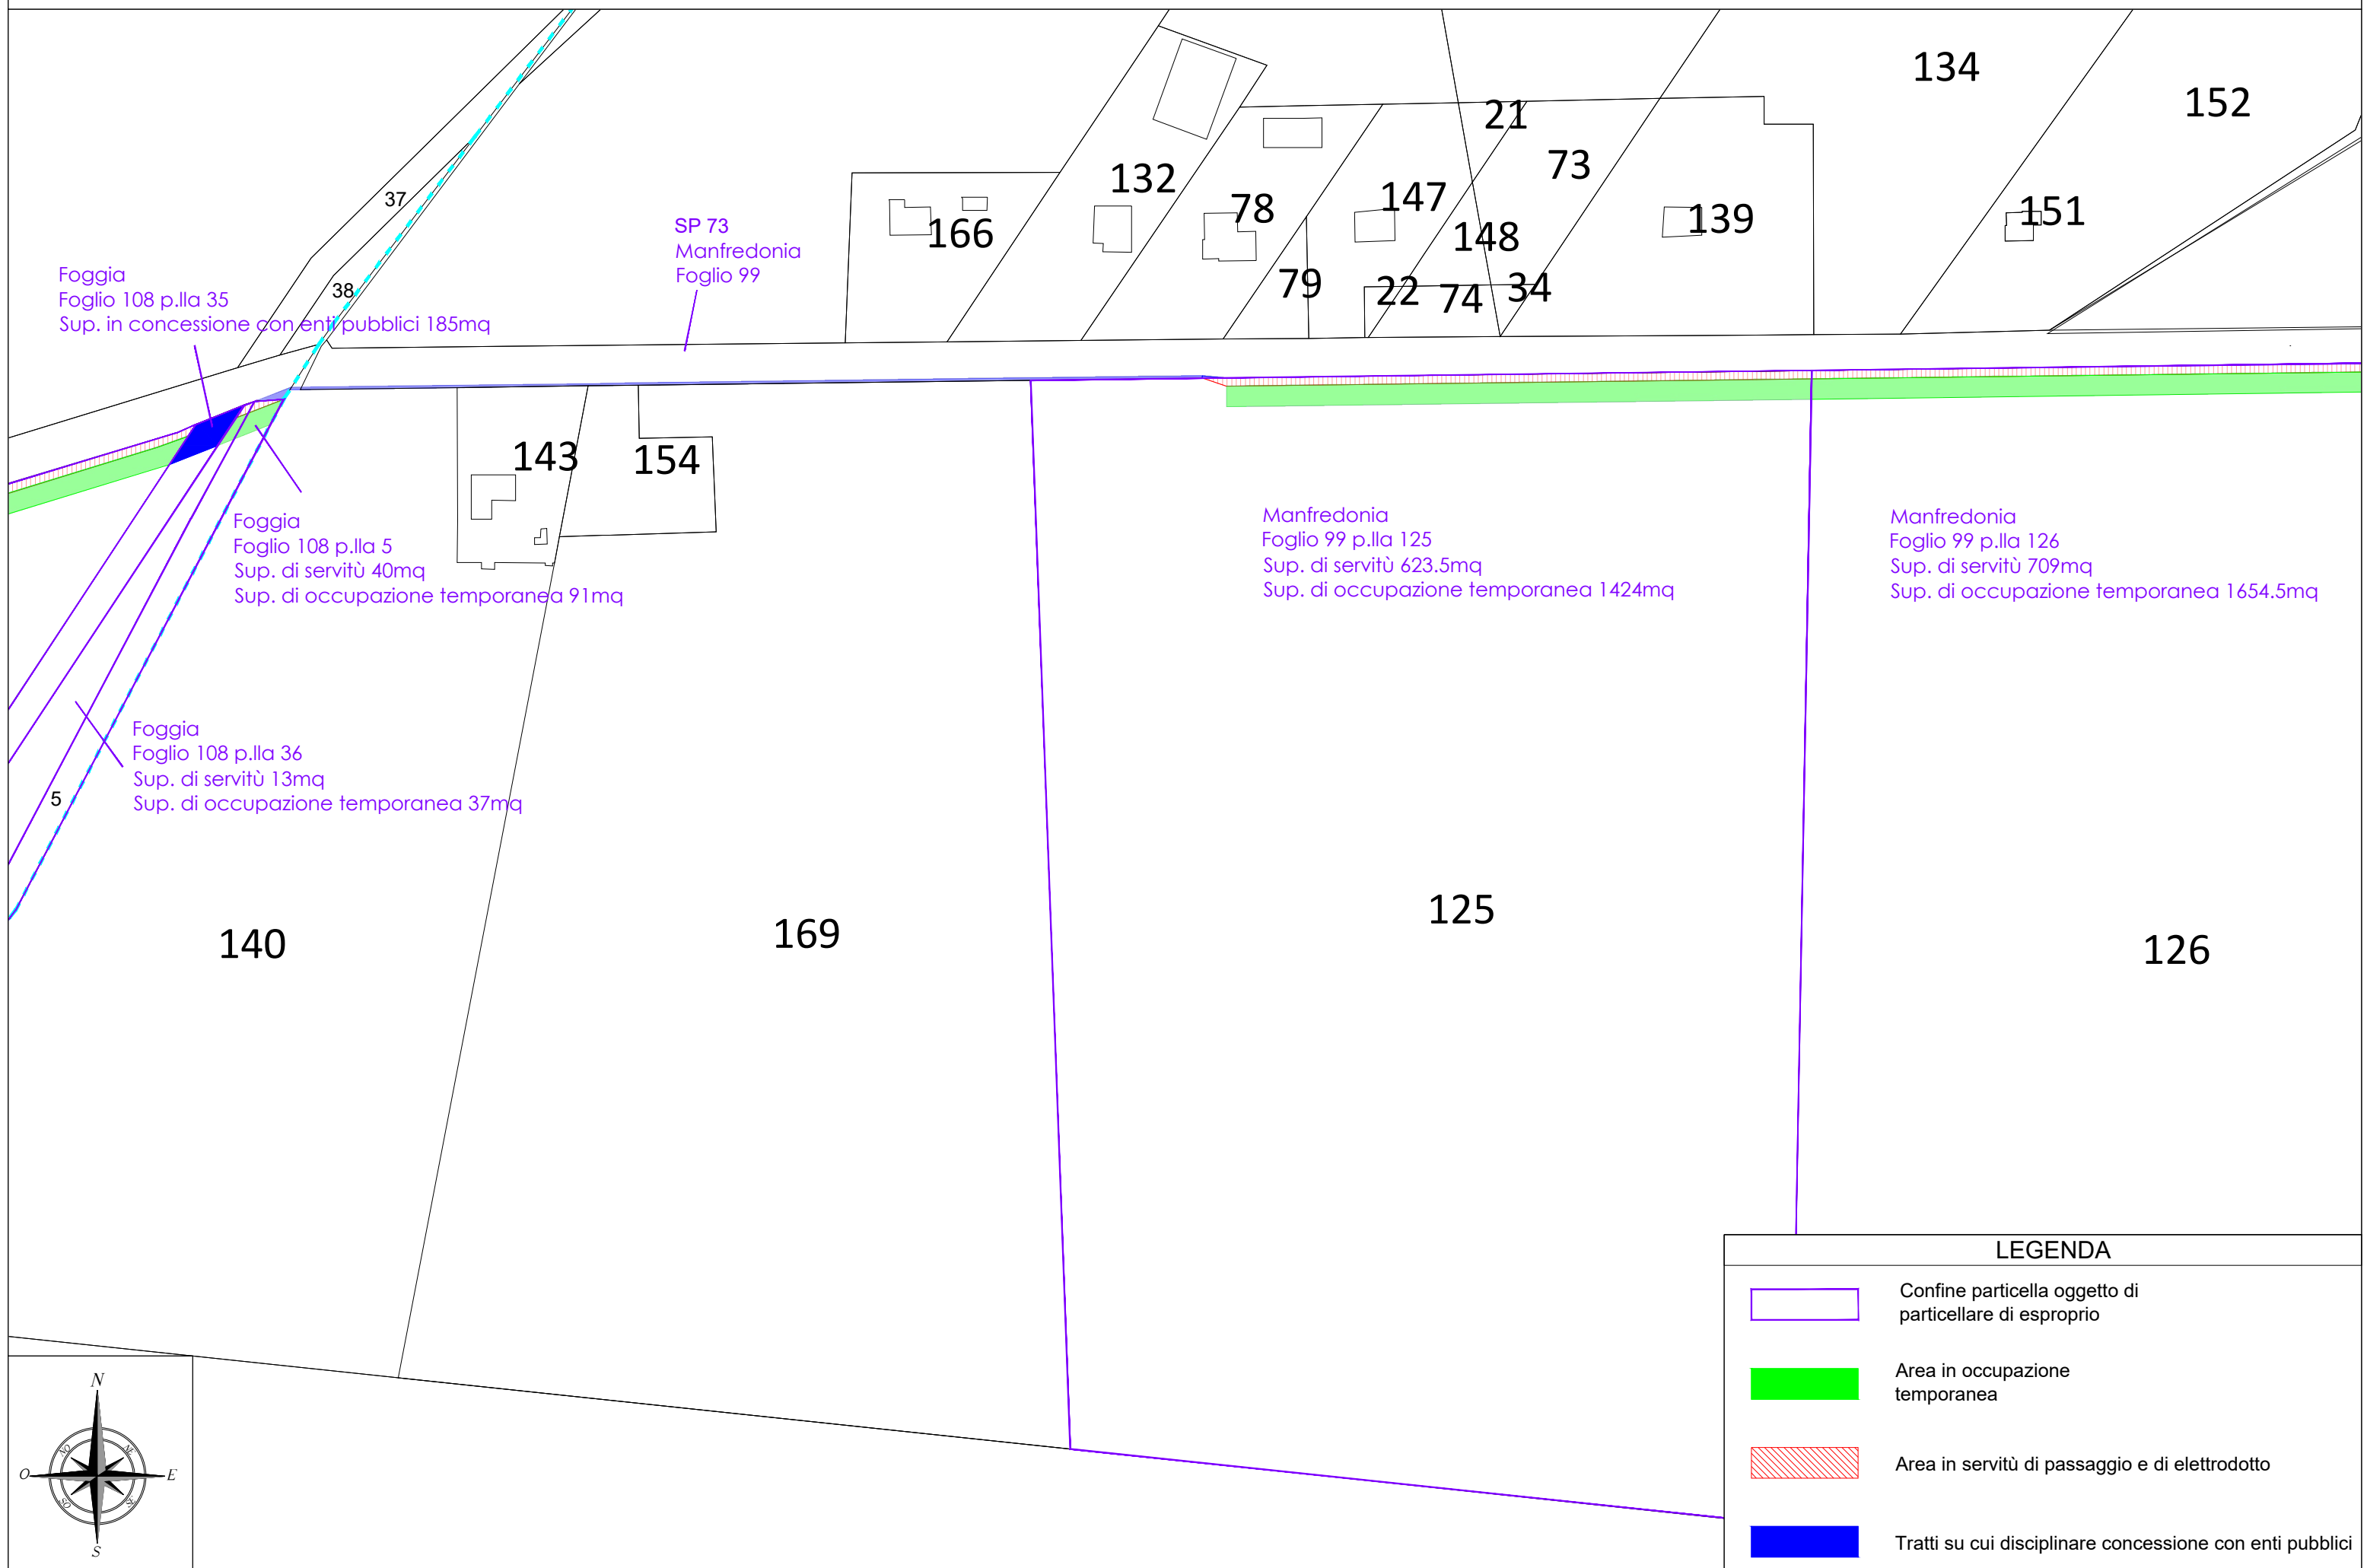 134
152
21
73
132
37
147
78
151
139
SP 73
Manfredonia
Foglio 99
166
148
Foggia
Foglio 108 p.lla 35
Sup. in concessione con enti pubblici 185mq
38
79
22
74
34
143
154
Foggia
Foglio 108 p.lla 5
Sup. di servitù 40mq
Sup. di occupazione temporanea 91mq
Manfredonia
Foglio 99 p.lla 125
Sup. di servitù 623.5mq
Sup. di occupazione temporanea 1424mq
Manfredonia
Foglio 99 p.lla 126
Sup. di servitù 709mq
Sup. di occupazione temporanea 1654.5mq
Foggia
Foglio 108 p.lla 36
Sup. di servitù 13mq
Sup. di occupazione temporanea 37mq
5
140
169
125
126
LEGENDA
Confine particella oggetto di
particellare di esproprio
Area in occupazione
temporanea
Area in servitù di passaggio e di elettrodotto
Tratti su cui disciplinare concessione con enti pubblici
N
NO
O
E
SO
S